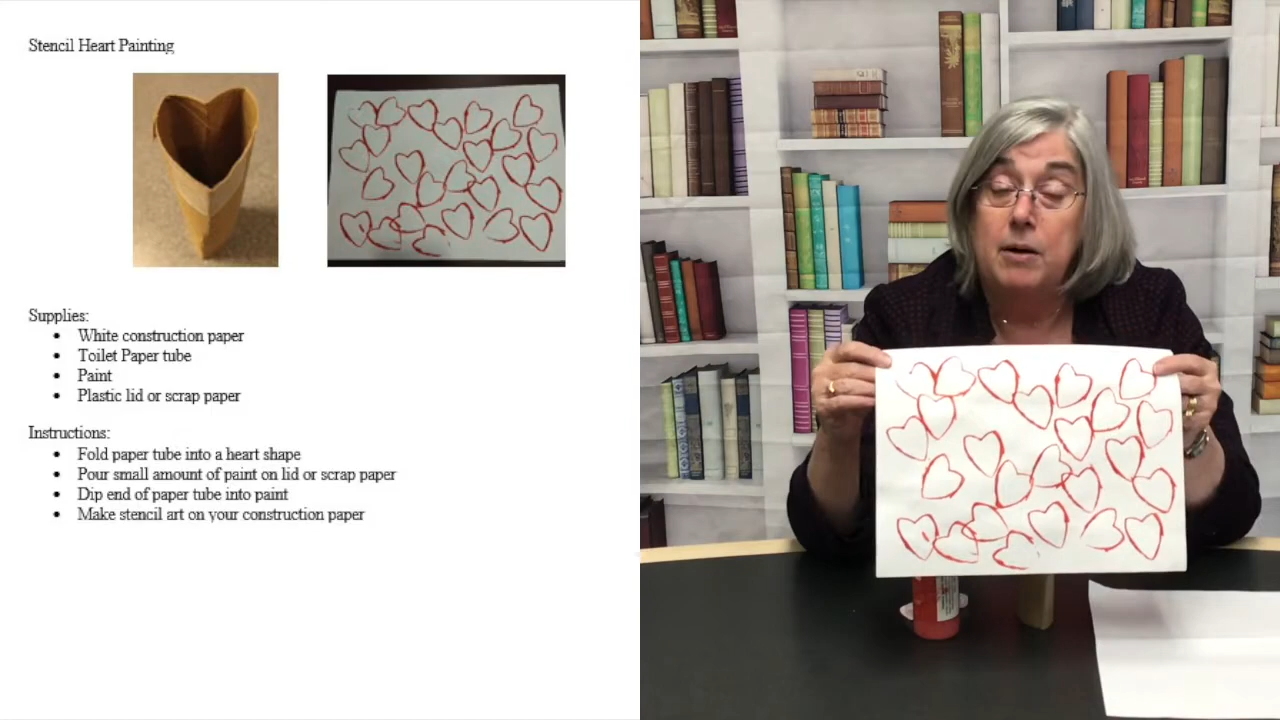 Stencil Heart Painting
Supplies:
• White construction paper
• Toilet Paper tube
• Paint
• Plastic lid or scrap paper
Instructions:
• Fold paper tube into a heart shape
• Pour small amount of paint on lid or scrap paper
• Dip end of paper tube into paint
• Make stencil art on your construction paper